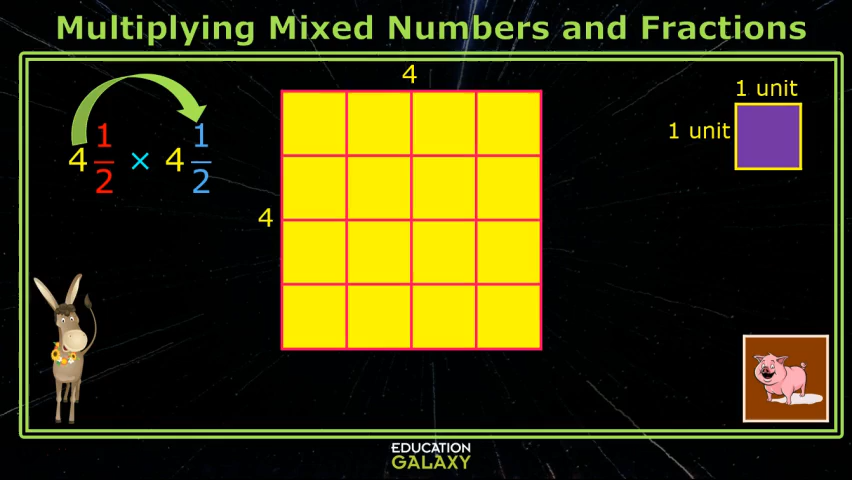 Multiplying Mixed Numbers and Fractions
4
1 unit
1 unit
4 1/2 × 4 1/2
4
EDUCATION
GALAXY